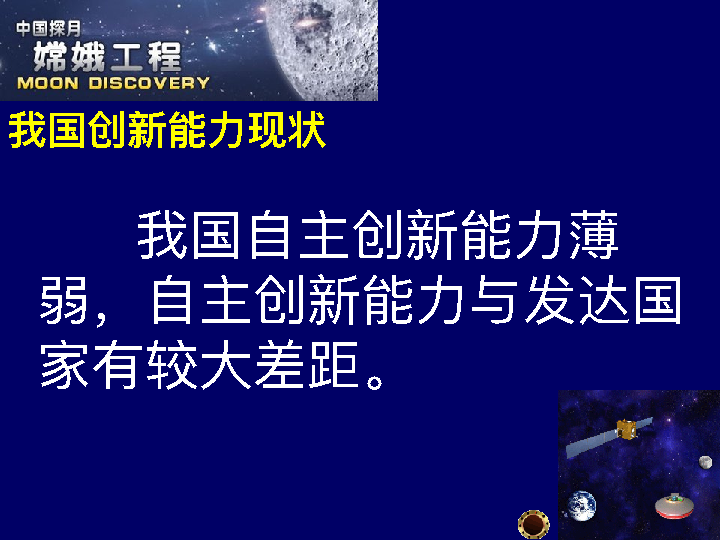 中国探月
嫦娥工程
MOON DISCOVERY
我国创新能力现状
我国自主创新能力薄
弱，自主创新能力与发达国
家有较大差距。